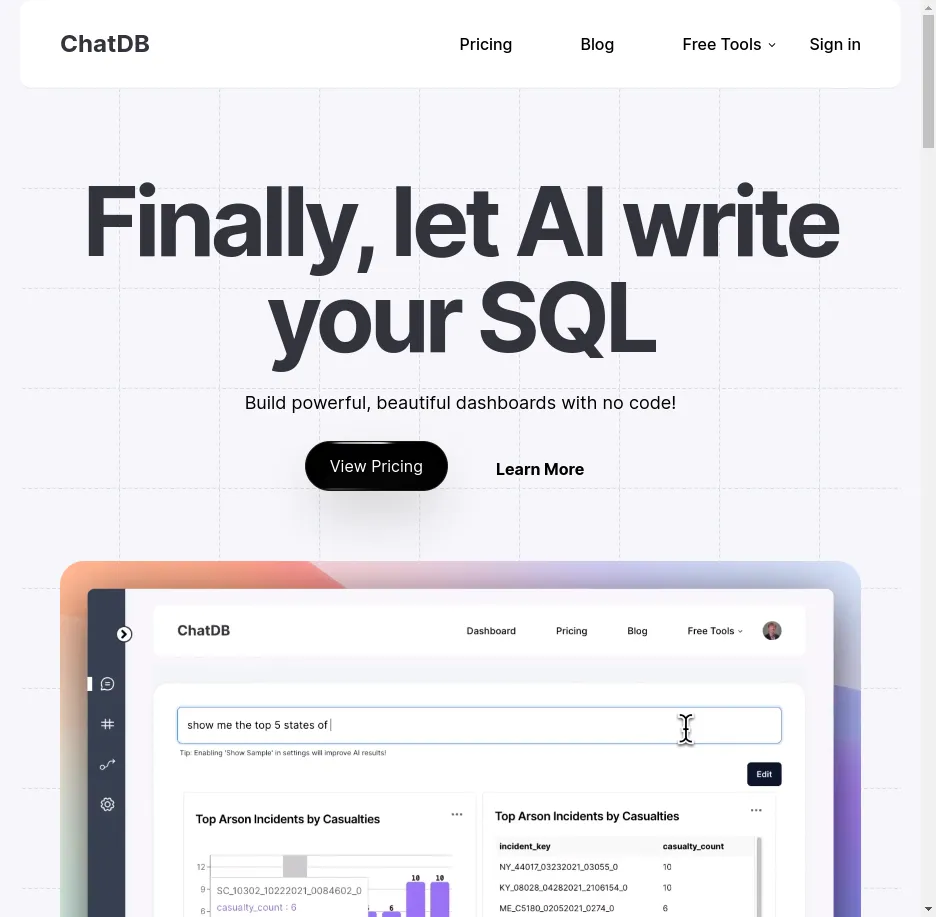 ChatDB
Pricing
Blog
Free Tools
Sign in
Finally, let AI write
your SQL
Build powerful, beautiful dashboards with no code!
View Pricing
Learn More
ChatDB
Dashboard
Pricing
Blog
Free Tools
show me the top 5 states of
Tip: Enabling 'Show Sample' in settings will improve AI results!
Edit
Top Arson Incidents by Casualties
12
9
6
SC_10302_10222021_0084602_0
casualty_count : 6
6
10
10
Top Arson Incidents by Casualties
incident_key casualty_count
NY_44017_03232021_03055_0 10
KY_08028_04282021_2106154_0 10
ME_C5180_02052021_0274_0 6